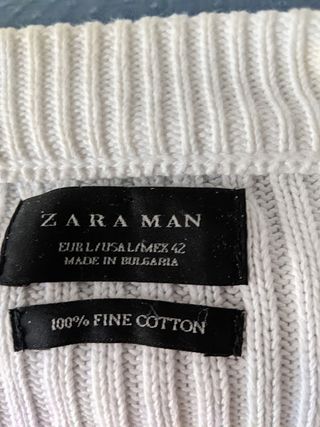 ZARA MAN
EUR L/USA L/MEX 42
MADE IN BULGARIA
100% FINE COTTON